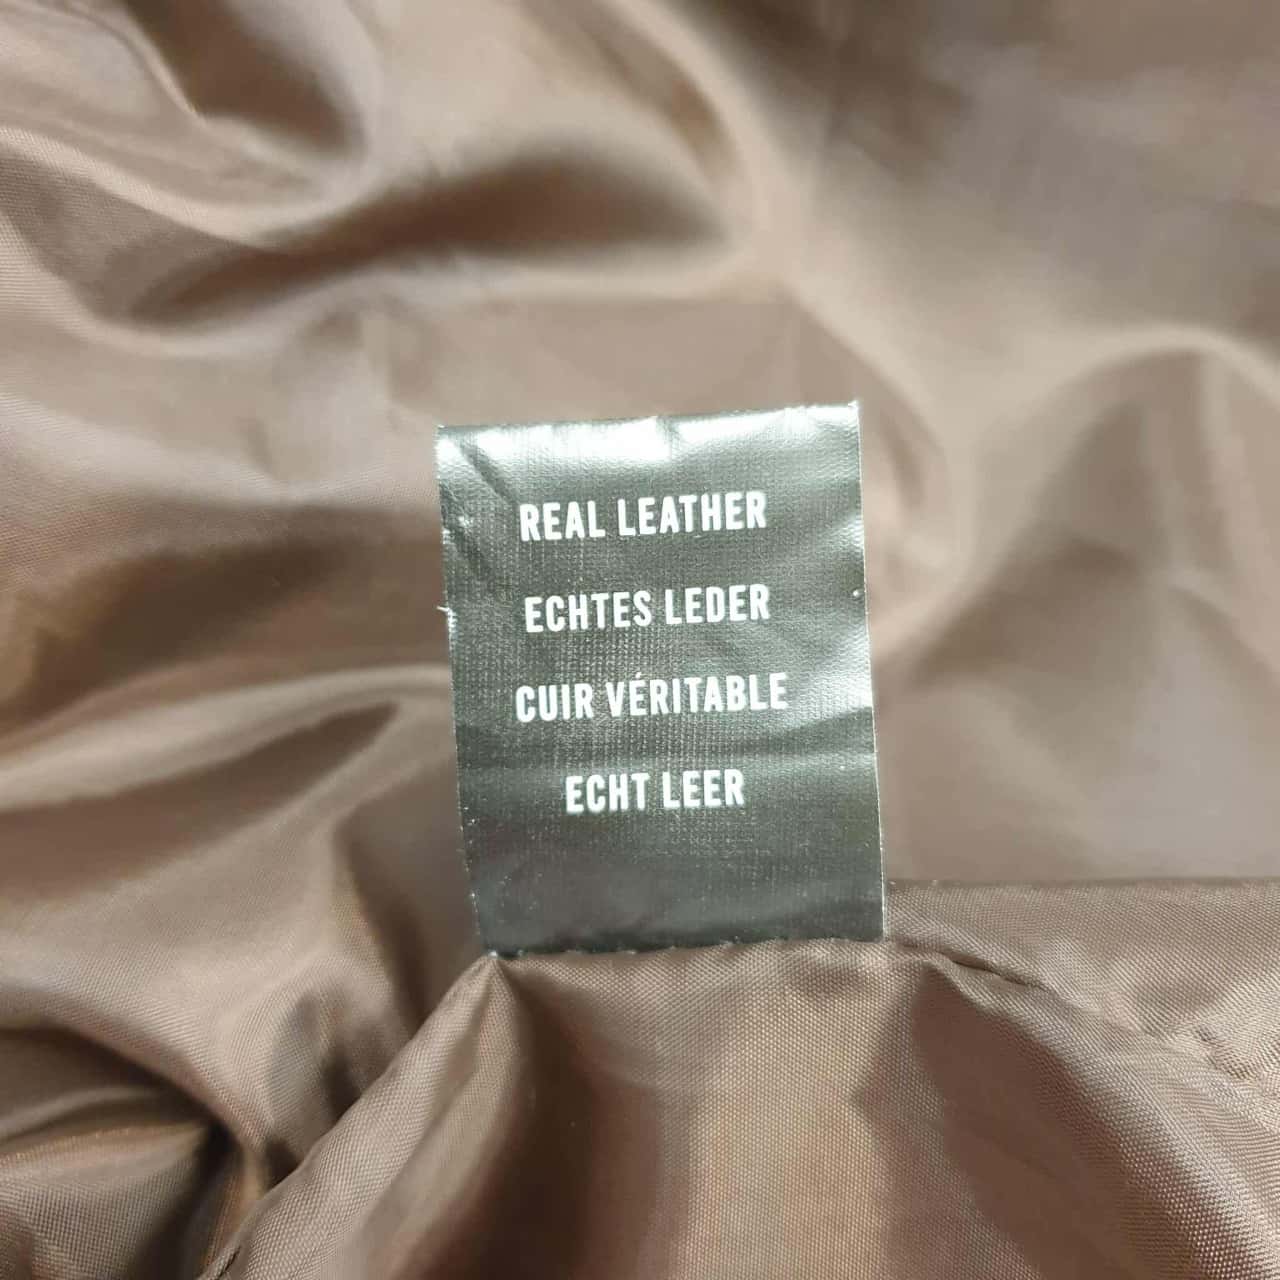 REAL LEATHER
ECHTES LEDER
CUIR VÉRITABLE
ECHT LEER